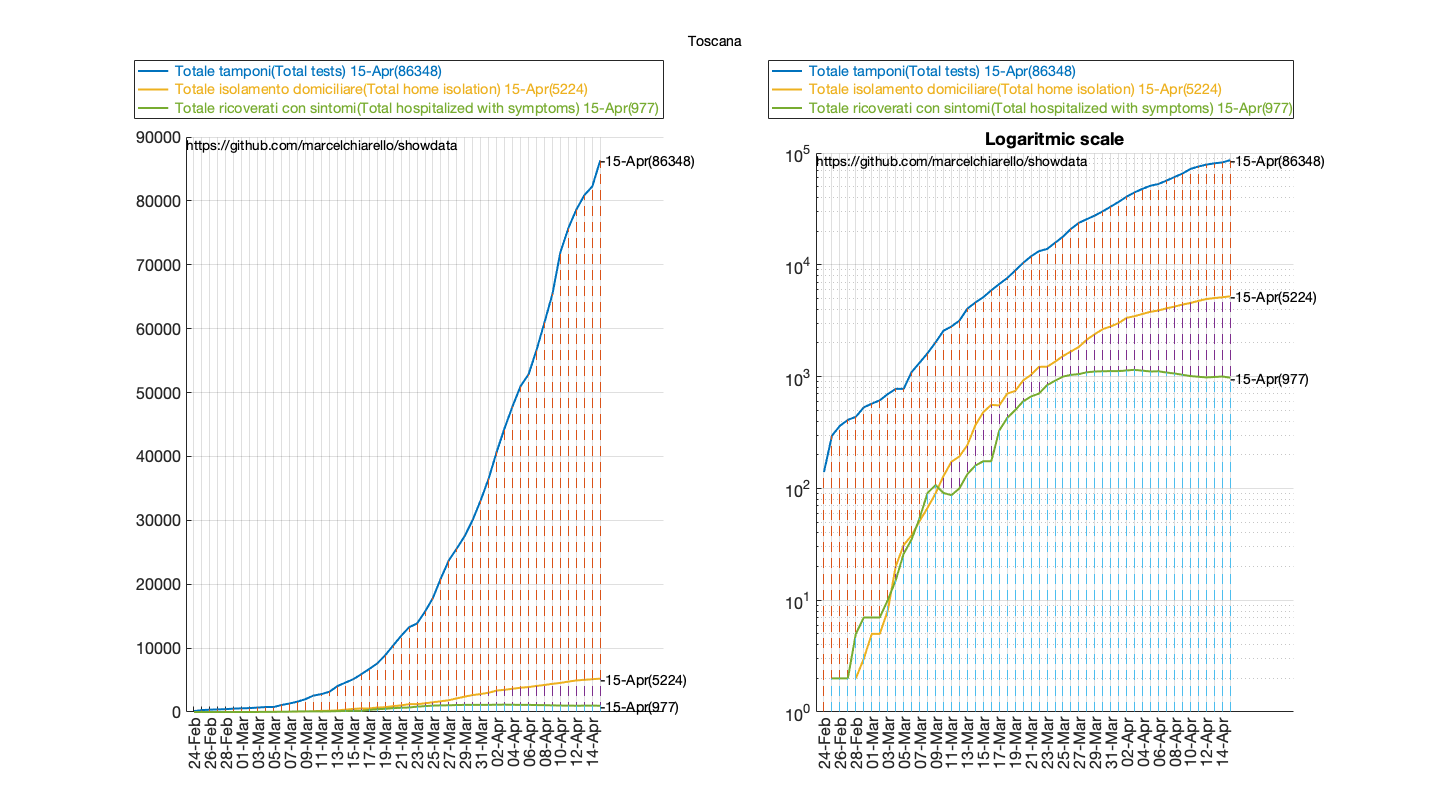 Toscana
Totale tamponi(Total tests) 15-Apr(86348)
Totale isolamento domiciliare(Total home isolation) 15-Apr(5224)
Totale ricoverati con sintomi(Total hospitalized with symptoms) 15-Apr(977)
90000
80000
70000
60000
50000
40000
30000
20000
10000
0
https://github.com/marcelchiarello/showdata
-15-Apr(86348)
-15-Apr(5224)
-15-Apr(977)
24-Feb
26-Feb
28-Feb
01-Mar
03-Mar
05-Mar
07-Mar
09-Mar
11-Mar
13-Mar
15-Mar
17-Mar
19-Mar
21-Mar
23-Mar
25-Mar
27-Mar
29-Mar
31-Mar
02-Apr
04-Apr
06-Apr
08-Apr
10-Apr
12-Apr
14-Apr
Totale tamponi(Total tests) 15-Apr(86348)
Totale isolamento domiciliare(Total home isolation) 15-Apr(5224)
Totale ricoverati con sintomi(Total hospitalized with symptoms) 15-Apr(977)
Logaritmic scale
10^5
10^4
10^3
10^2
10^1
10^0
https://github.com/marcelchiarello/showdata
-15-Apr(86348)
-15-Apr(5224)
-15-Apr(977)
24-Feb
26-Feb
28-Feb
01-Mar
03-Mar
05-Mar
07-Mar
09-Mar
11-Mar
13-Mar
15-Mar
17-Mar
19-Mar
21-Mar
23-Mar
25-Mar
27-Mar
29-Mar
31-Mar
02-Apr
04-Apr
06-Apr
08-Apr
10-Apr
12-Apr
14-Apr